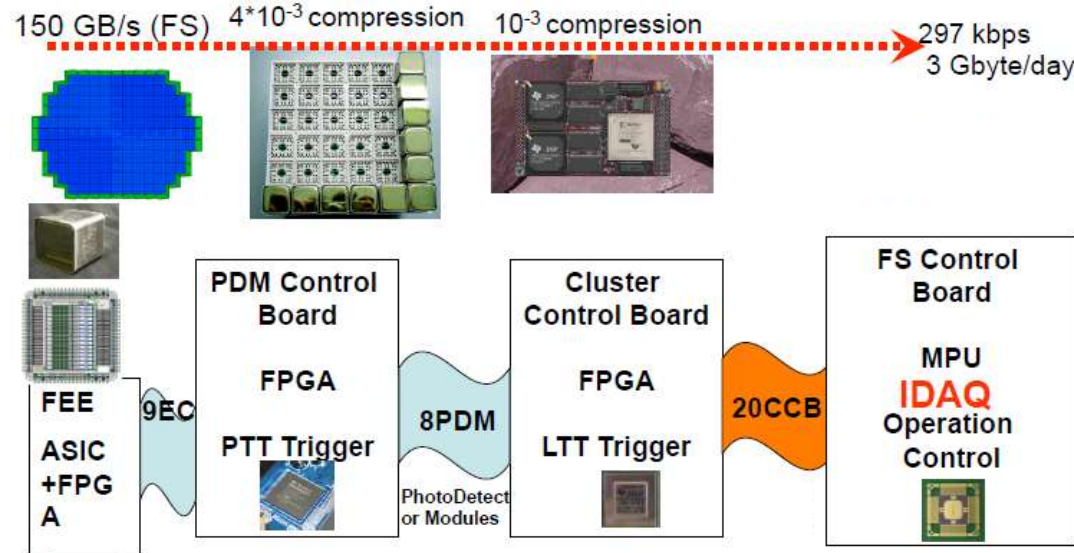 150 GB/s (FS)
4*10-3 compression
10-3 compression
297 kbps
3 Gbyte/day
FEE
ASIC
+FPG
A
9EC
PDM Control
Board
FPGA
PTT Trigger
8PDM
PhotoDetect
or Modules
Cluster
Control Board
FPGA
LTT Trigger
20CCB
FS Control
Board
MPU
IDAQ
Operation
Control